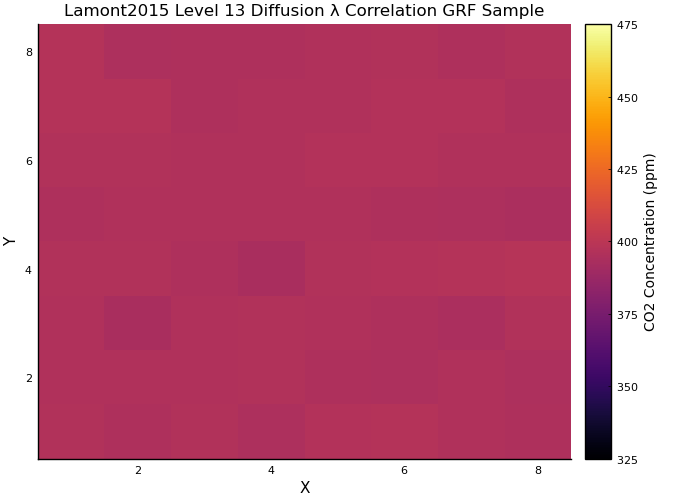 Lamont2015 Level 13 Diffusion λ Correlation GRF Sample
8
6
4
2
Y
2 4 6 8
X
475
450
425
400
375
350
325
CO2 Concentration (ppm)